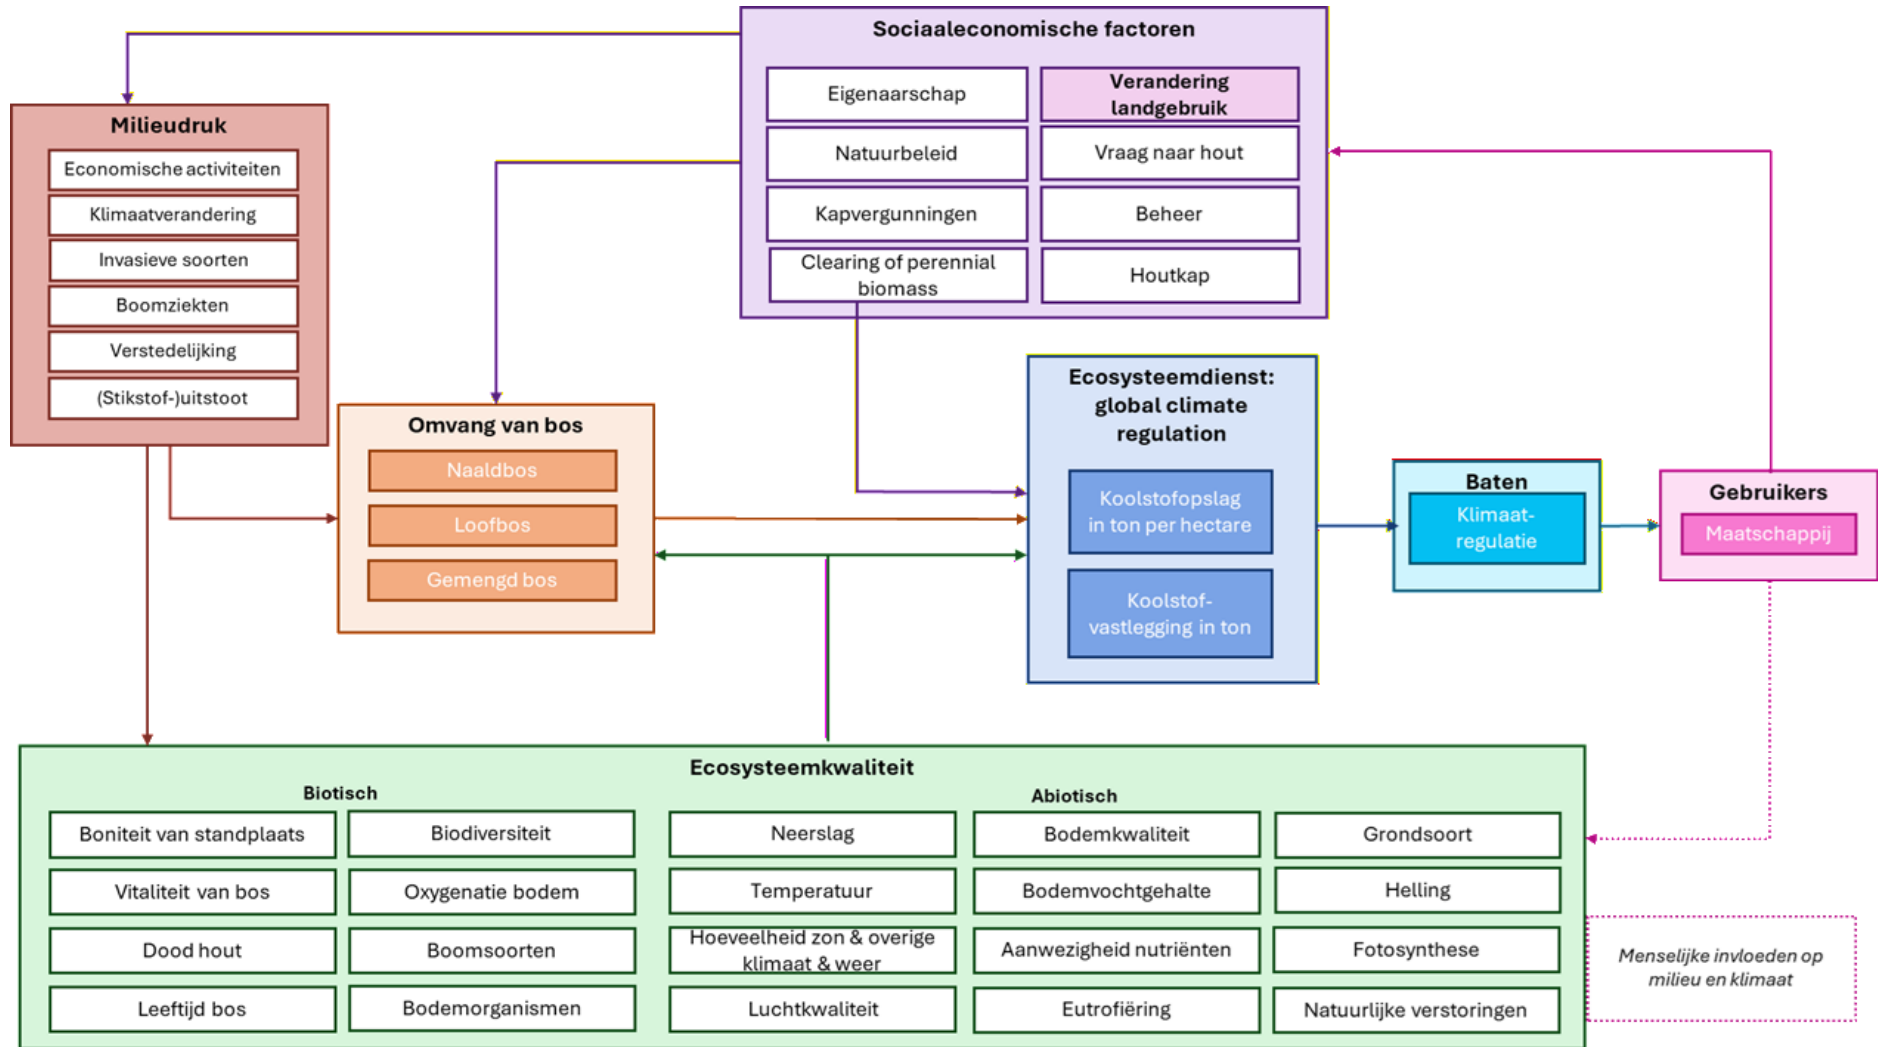 Sociaaleconomische factoren
Eigenaarschap
Verandering
landgebruik
Natuurbeleid
Vraag naar hout
Kapvergunningen
Beheer
Clearing of perennial
biomass
Houtkap
Milieudruk
Economische activiteiten
Klimaatverandering
Invasieve soorten
Boomziekten
Verstedelijking
(Stikstof-)uitstoot
Omvang van bos
Naaldbos
Loofbos
Gemengd bos
Ecosysteemdienst:
global climate
regulation
Koolstofopslag
in ton per hectare
Koolstof-
vastlegging in ton
Baten
Klimaat-
regulatie
Gebruikers
Maatschappij
Ecosysteemkwaliteit
Biotisch
Boniteit van standplaats
Biodiversiteit
Vitaliteit van bos
Oxygenatie bodem
Dood hout
Boomsoorten
Leeftijd bos
Bodemorganismen
Abiotisch
Neerslag
Bodemkwaliteit
Grondsoort
Temperatuur
Bodemvochtgehalte
Helling
Hoeveelheid zon & overige
klimaat & weer
Aanwezigheid nutriënten
Fotosynthese
Luchtkwaliteit
Eutrofiëring
Natuurlijke verstoringen
Menselijke invloeden op
milieu en klimaat